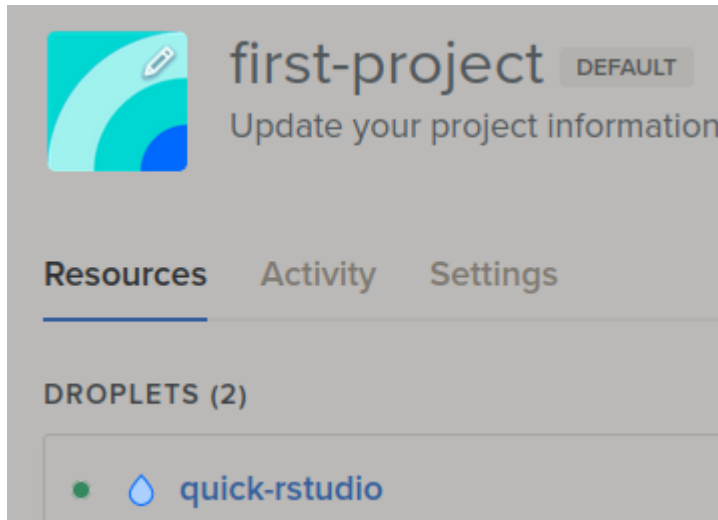 first-project DEFAULT
Update your project information
Resources Activity Settings
DROPLETS (2)
quick-rstudio